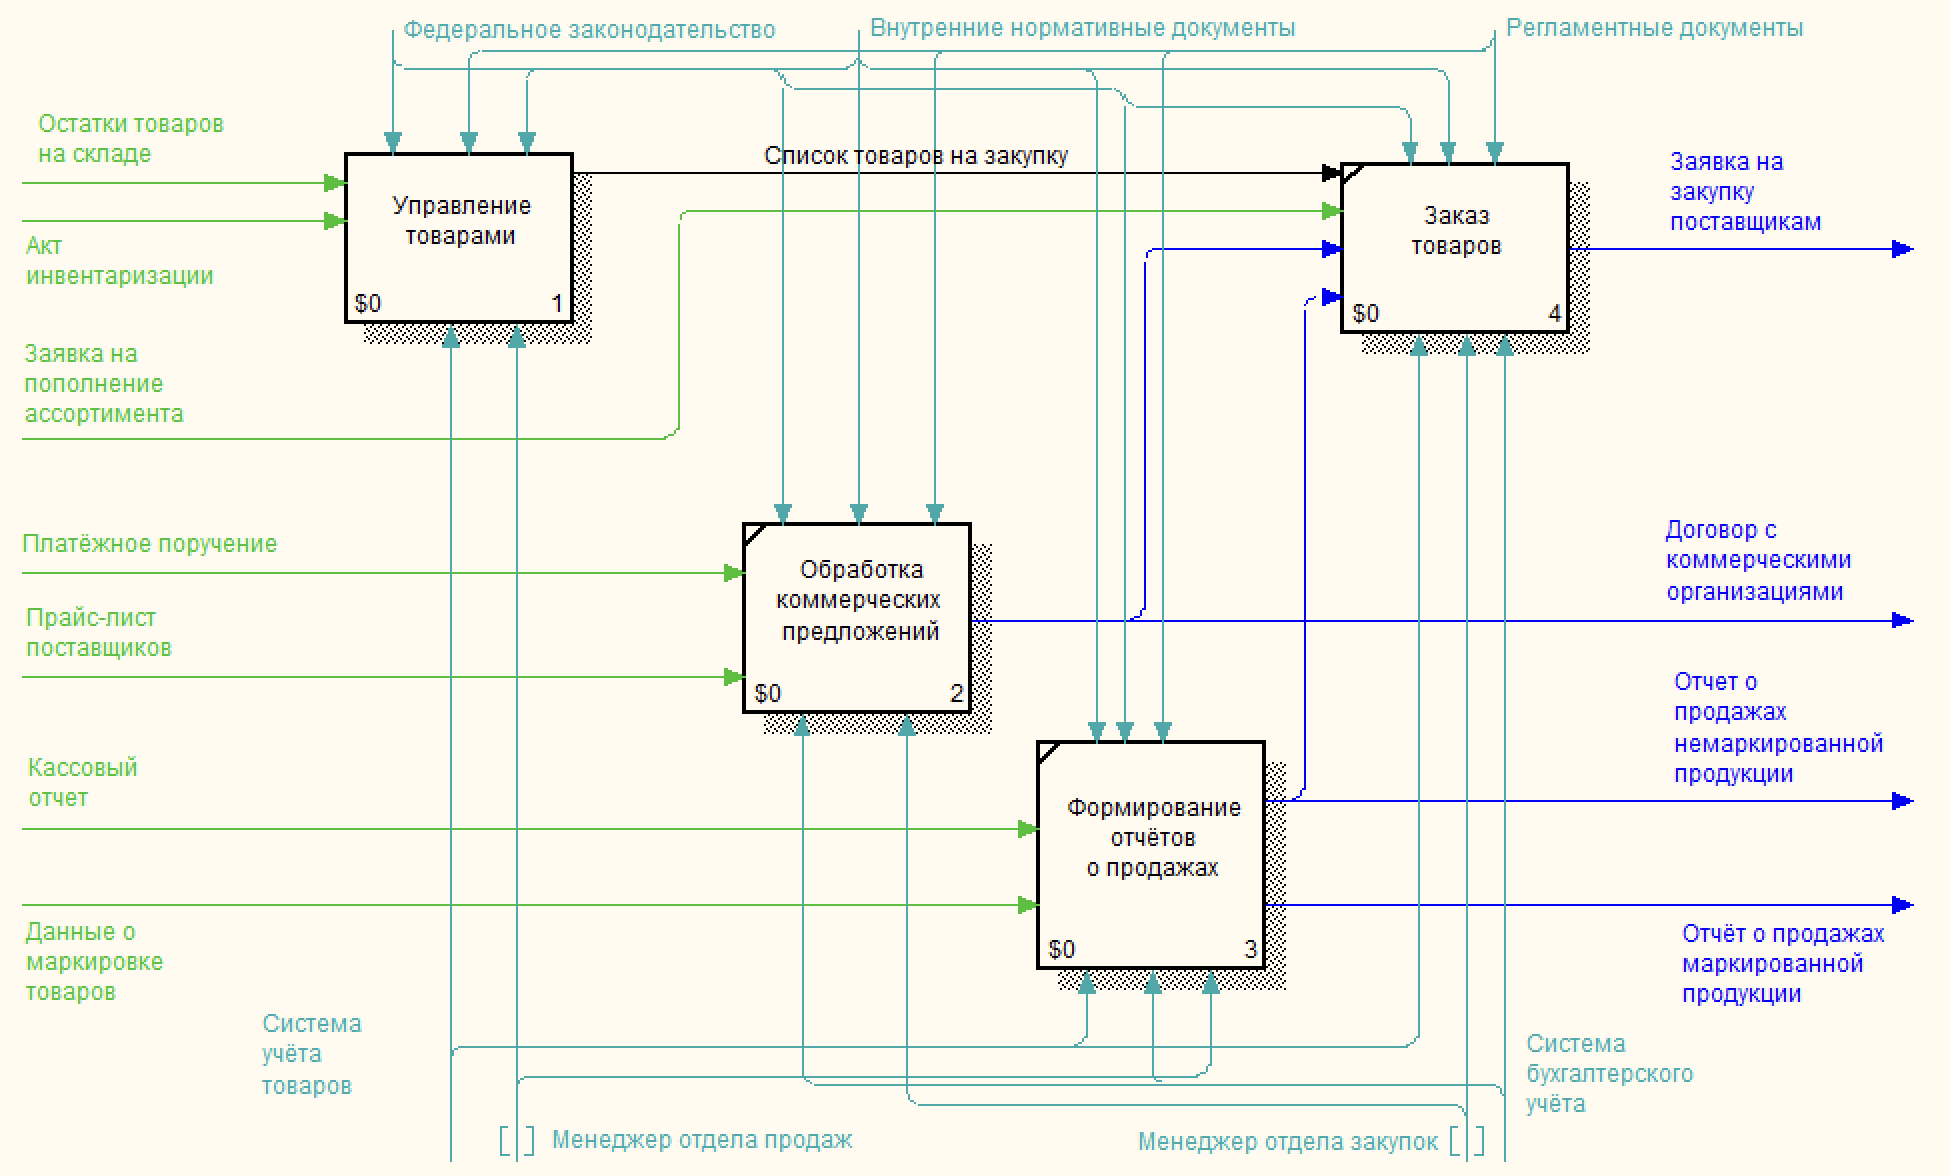 Федеральное законодательство
Внутренние нормативные документы
Регламентные документы
Остатки товаров
на складе
Акт
инвентаризации
Управление
товарами
$0
1
Список товаров на закупку
Заказ
товаров
$0
4
Заявка на
закупку
поставщикам
Заявка на
пополнение
ассортимента
Платёжное поручение
Прайс-лист
поставщиков
Обработка
коммерческих
предложений
$0
2
Договор с
коммерческими
организациями
Кассовый
отчет
Данные о
маркировке
товаров
Формирование
отчётов
о продажах
$0
3
Отчет о
продажах
немаркированной
продукции
Отчёт о продажах
маркированной
продукции
Система
учёта
товаров
Система
бухгалтерского
учёта
Менеджер отдела продаж
Менеджер отдела закупок